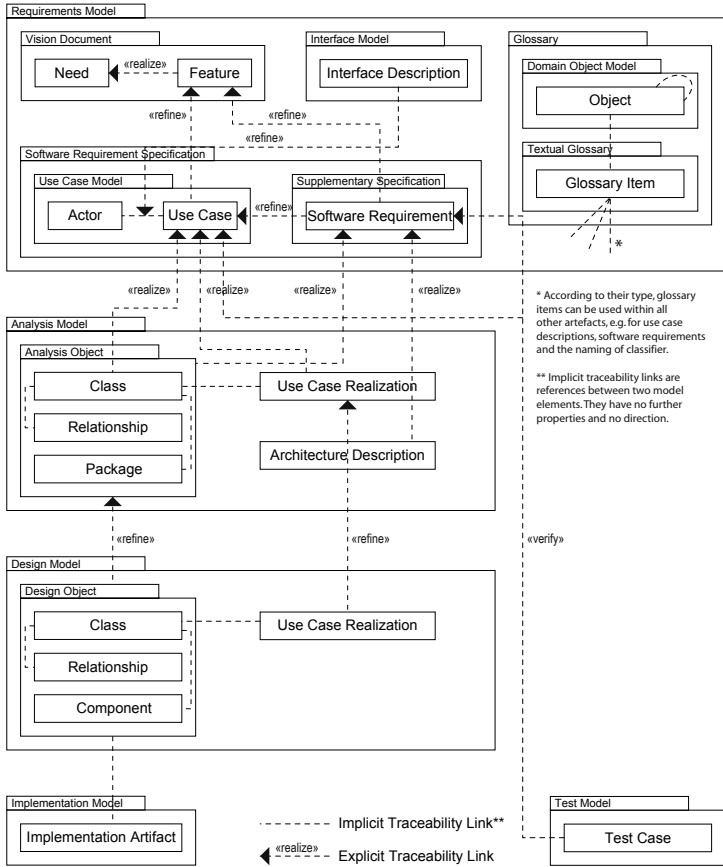 Requirements Model
Vision Document
Interface Model
Glossary
Need
«realize»
Feature
Interface Description
Domain Object Model
Object
«refine»
«refine»
«refine»
Software Requirement Specification
Textual Glossary
Use Case Model
Supplementary Specification
Glossary Item
Actor
Use Case
«refine»
Software Requirement
*
«realize»
«realize»
«realize»
«realize»
* According to their type, glossary
items can be used within all
other artefacts, e.g. for use case
descriptions, software requirements
and the naming of classifier.
** Implicit traceability links are
references between two model
elements. They have no further
properties and no direction.
Analysis Model
Analysis Object
Class
Use Case Realization
Relationship
Architecture Description
Package
«refine»
«refine»
«verify»
Design Model
Design Object
Class
Use Case Realization
Relationship
Component
Implementation Model
Implementation Artifact
Implicit Traceability Link**
«realize»
Explicit Traceability Link
Test Model
Test Case